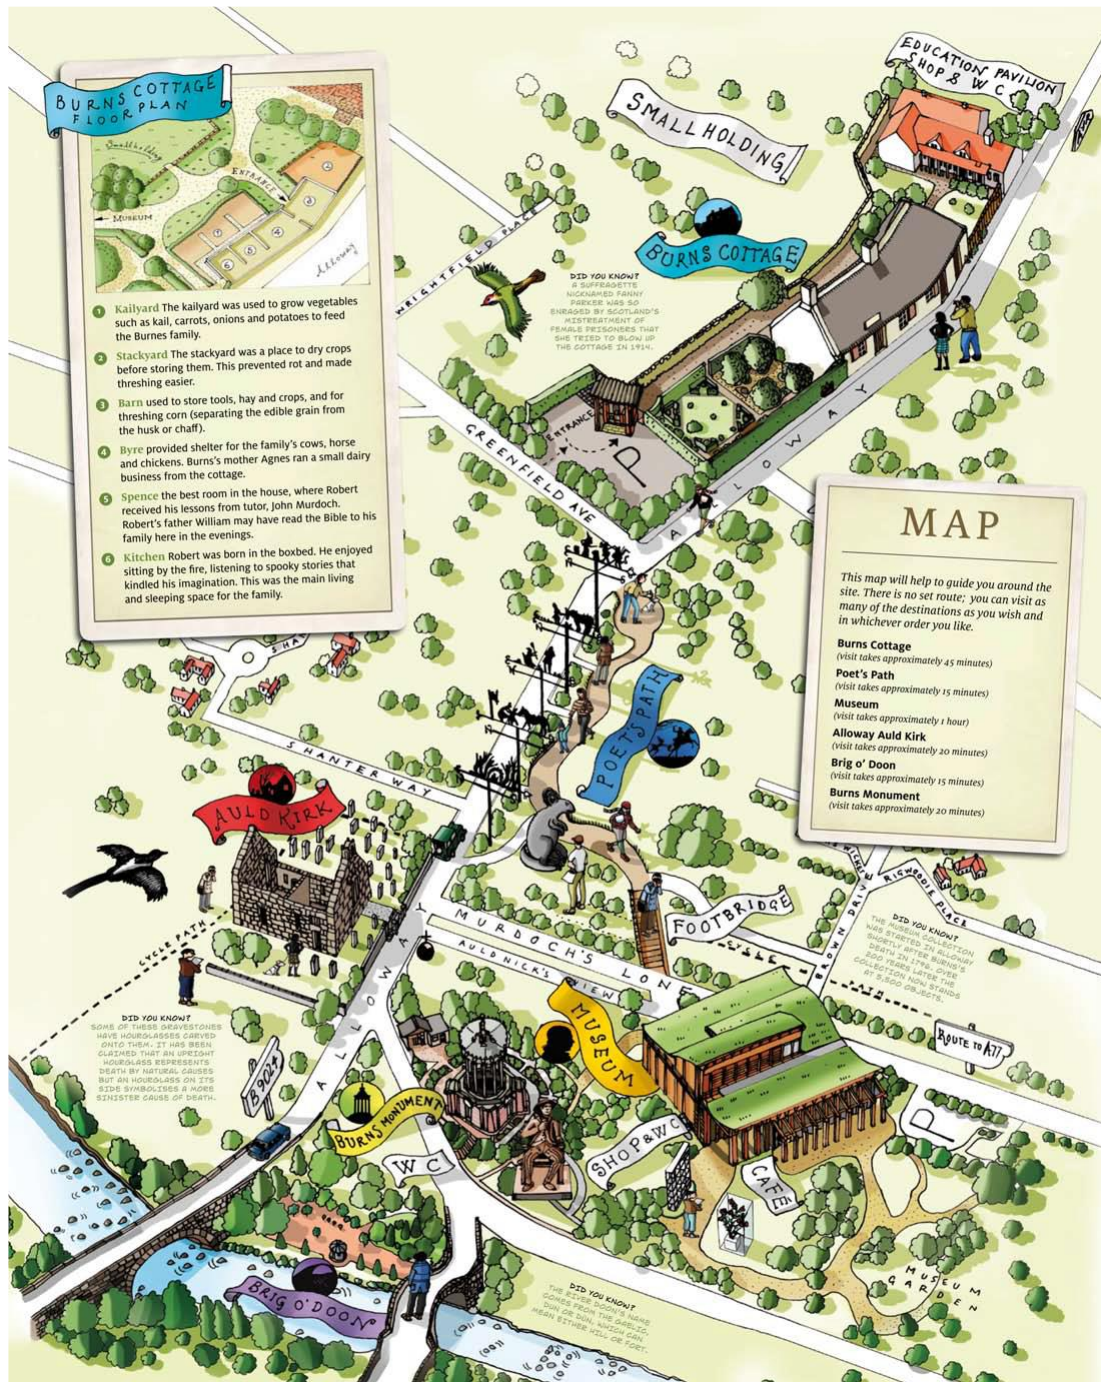 BURNS COTTAGE
FLOOR PLAN
Smallholding
ENTRANCE
MUSEUM
Alloway
1
2
3
4
5
6
1 Kailyard The kailyard was used to grow vegetables
such as kail, carrots, onions and potatoes to feed
the Burnes family.
2 Stackyard The stackyard was a place to dry crops
before storing them. This prevented rot and made
threshing easier.
3 Barn used to store tools, hay and crops, and for
threshing corn (separating the edible grain from
the husk or chaff).
4 Byre provided shelter for the family's cows, horse
and chickens. Burns's mother Agnes ran a small dairy
business from the cottage.
5 Spence the best room in the house, where Robert
received his lessons from tutor, John Murdoch.
Robert's father William may have read the Bible to his
family here in the evenings.
6 Kitchen Robert was born in the boxbed. He enjoyed
sitting by the fire, listening to spooky stories that
kindled his imagination. This was the main living
and sleeping space for the family.
EDUCATION PAVILION
SHOP & WC
SMALLHOLDING
BURNS COTTAGE
WRIGHTFIELD PLACE
DID YOU KNOW?
A SUFFRAGETTE
NICKNAMED FANNY
PARKER WAS SO
ENRAGED BY SCOTLAND'S
MISTREATMENT OF
FEMALE PRISONERS THAT
SHE TRIED TO BLOW UP
THE COTTAGE IN 1914.
ENTRANCE
P
GREENFIELD AVE
ALLOWAY
MAP
This map will help to guide you around the
site. There is no set route; you can visit as
many of the destinations as you wish and
in whichever order you like.
Burns Cottage
(visit takes approximately 45 minutes)
Poet's Path
(visit takes approximately 15 minutes)
Museum
(visit takes approximately 1 hour)
Alloway Auld Kirk
(visit takes approximately 20 minutes)
Brig o' Doon
(visit takes approximately 15 minutes)
Burns Monument
(visit takes approximately 20 minutes)
SHA
POET'S PATH
SHANTER WAY
AULD KIRK
FOOTBRIDGE
MURDOCH'S LONE
AULD NICK'S VIEW
CYCLE PATH
BROWN DRIVE
RIGWOODIE PLACE
DID YOU KNOW?
THE MUSEUM COLLECTION
WAS STARTED IN ALLOWAY
SHORTLY AFTER BURNS'S
DEATH IN 1796. OVER
200 YEARS LATER THE
COLLECTION NOW STANDS
AT 5,500 OBJECTS.
CYCLE PATH
ALLOWAY
MUSEUM
ROUTE TO A77
P
DID YOU KNOW?
SOME OF THESE GRAVESTONES
HAVE HOURGLASSES CARVED
ONTO THEM. IT HAS BEEN
CLAIMED THAT AN UPRIGHT
HOURGLASS REPRESENTS
DEATH BY NATURAL CAUSES
BUT AN HOURGLASS ON ITS
SIDE SYMBOLISES A MORE
SINISTER CAUSE OF DEATH.
B9024
BURNS MONUMENT
WC
SHOP & WC
CAFÉ
MUSEUM
GARDEN
BRIG O'DOON
DID YOU KNOW?
THE RIVER DOON'S NAME
COMES FROM THE GAELIC,
DUN OR DÚN, WHICH CAN
MEAN EITHER HILL OR FORT.